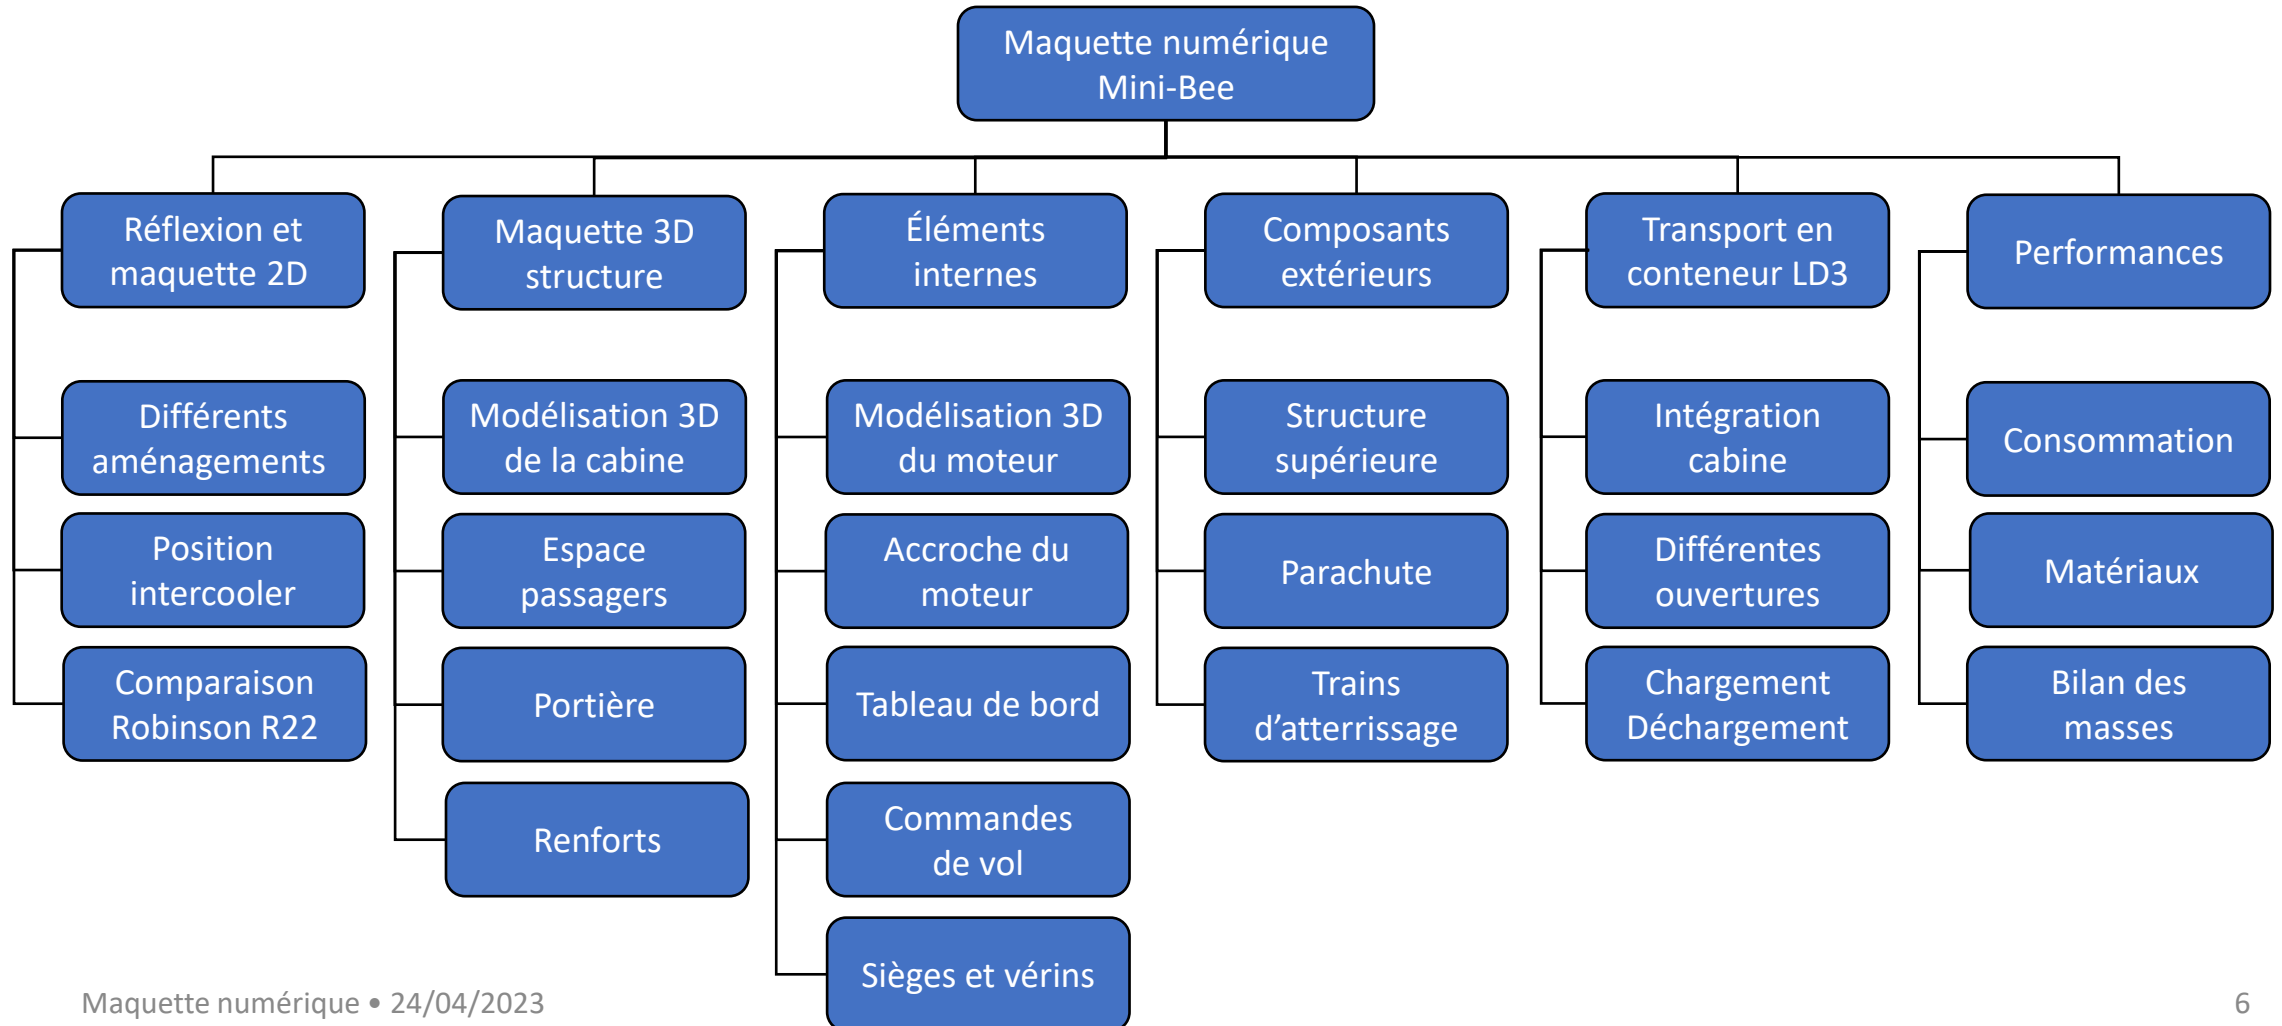 Maquette numérique
Mini-Bee
Réflexion et
maquette 2D
Différents
aménagements
Position
intercooler
Comparaison
Robinson R22
Maquette 3D
structure
Modélisation 3D
de la cabine
Espace
passagers
Portière
Renforts
Éléments
internes
Modélisation 3D
du moteur
Accroche du
moteur
Tableau de bord
Commandes
de vol
Sièges et vérins
Composants
extérieurs
Structure
supérieure
Parachute
Trains
d’atterrissage
Transport en
conteneur LD3
Intégration
cabine
Différentes
ouvertures
Chargement
Déchargement
Performances
Consommation
Matériaux
Bilan des
masses
Maquette numérique • 24/04/2023
6